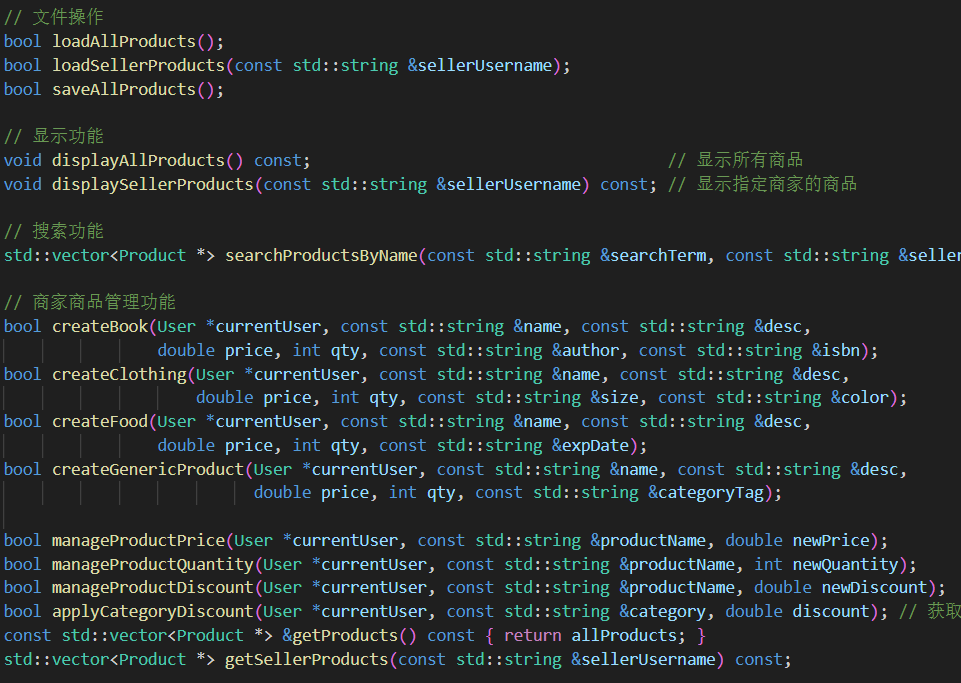 // 文件操作
bool loadAllProducts();
bool loadSellerProducts(const std::string &sellerUsername);
bool saveAllProducts();
// 显示功能
void displayAllProducts() const; // 显示所有商品
void displaySellerProducts(const std::string &sellerUsername) const; // 显示指定商家的商品
// 搜索功能
std::vector<Product *> searchProductsByName(const std::string &searchTerm, const std::string &seller
// 商家商品管理功能
bool createBook(User *currentUser, const std::string &name, const std::string &desc,
double price, int qty, const std::string &author, const std::string &isbn);
bool createClothing(User *currentUser, const std::string &name, const std::string &desc,
double price, int qty, const std::string &size, const std::string &color);
bool createFood(User *currentUser, const std::string &name, const std::string &desc,
double price, int qty, const std::string &expDate);
bool createGenericProduct(User *currentUser, const std::string &name, const std::string &desc,
double price, int qty, const std::string &categoryTag);
bool manageProductPrice(User *currentUser, const std::string &productName, double newPrice);
bool manageProductQuantity(User *currentUser, const std::string &productName, int newQuantity);
bool manageProductDiscount(User *currentUser, const std::string &productName, double newDiscount);
bool applyCategoryDiscount(User *currentUser, const std::string &category, double discount); // 获取
const std::vector<Product *> &getProducts() const { return allProducts; }
std::vector<Product *> getSellerProducts(const std::string &sellerUsername) const;